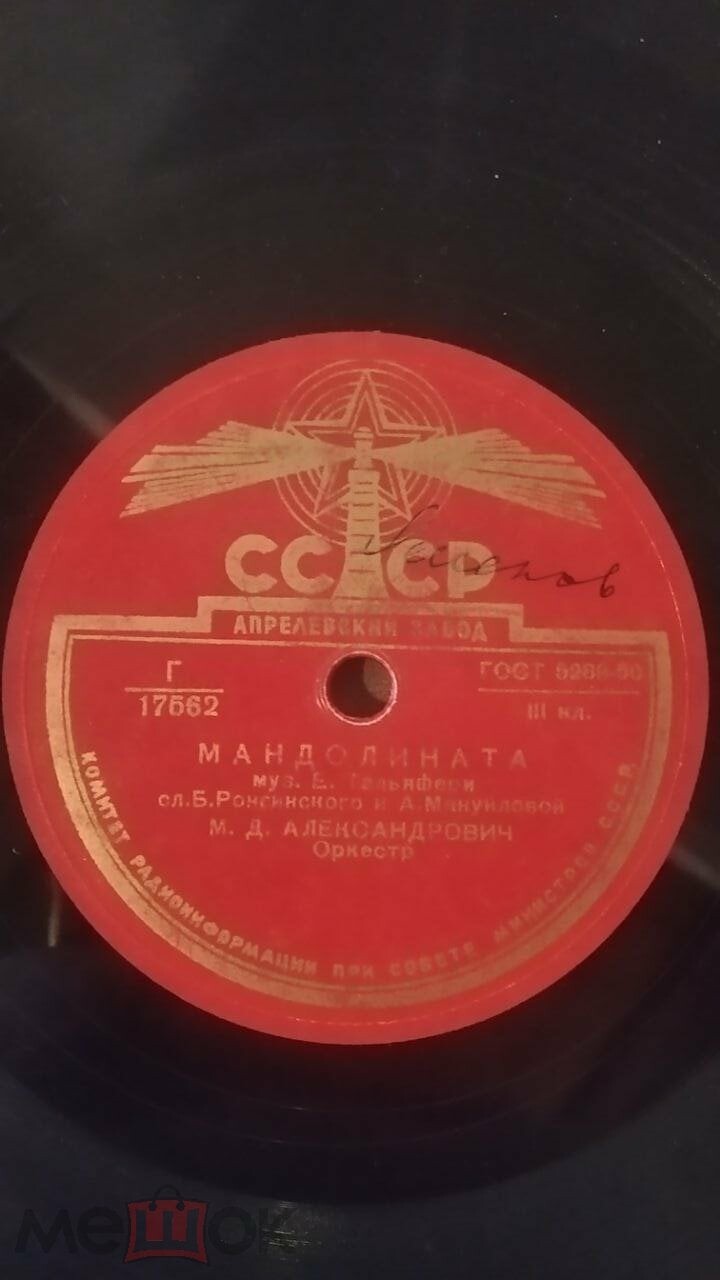 СССР
АПРЕЛЕВСКИЙ ЗАВОД
Г
17562
ГОСТ 5289-50
III кл.
МАНДОЛИНАТА
муз. Е. Тальяфери
сл. Б. Ронсинского и А. Мануиловой
М. Д. АЛЕКСАНДРОВИЧ
Оркестр
КОМИТЕТ РАДИОИНФОРМАЦИИ ПРИ СОВЕТЕ МИНИСТРОВ СССР
мешок